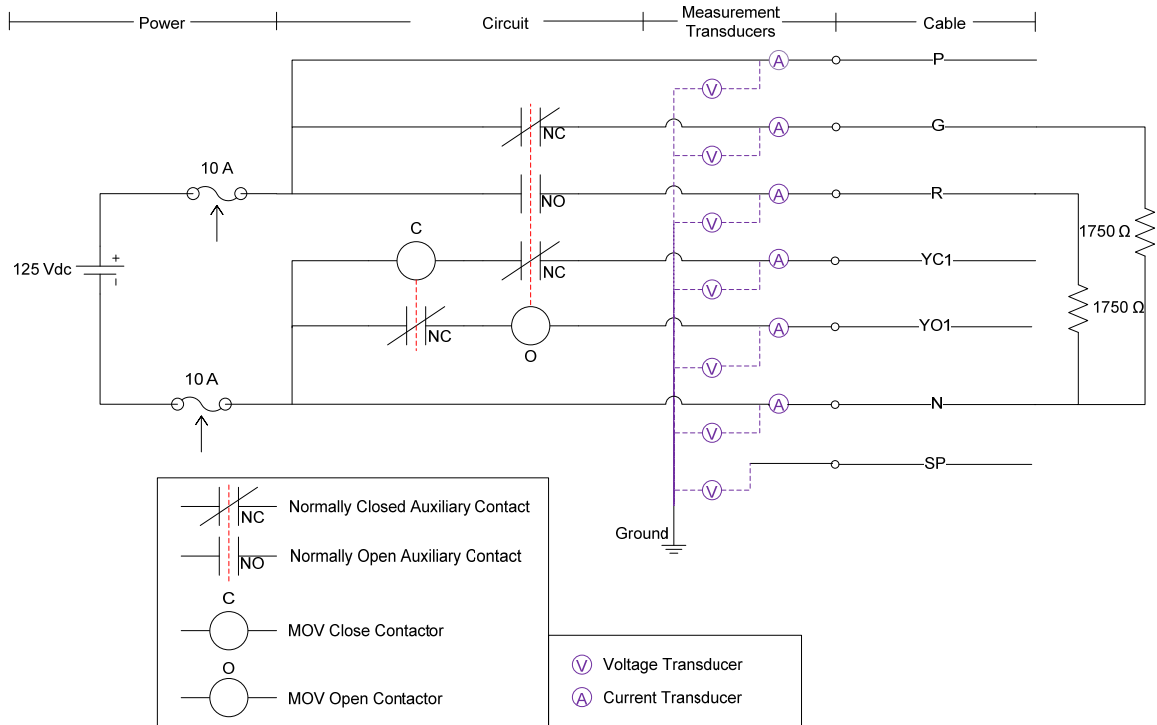 Power
Circuit
Measurement
Transducers
Cable
A
P
V
NC
A
G
V
10 A
NO
A
R
V
1750 Ω
C
125 Vdc
+
-
NC
A
YC1
V
1750 Ω
NC
O
A
YO1
V
10 A
A
N
V
SP
V
Ground
NC
Normally Closed Auxiliary Contact
NO
Normally Open Auxiliary Contact
C
MOV Close Contactor
O
MOV Open Contactor
V
Voltage Transducer
A
Current Transducer